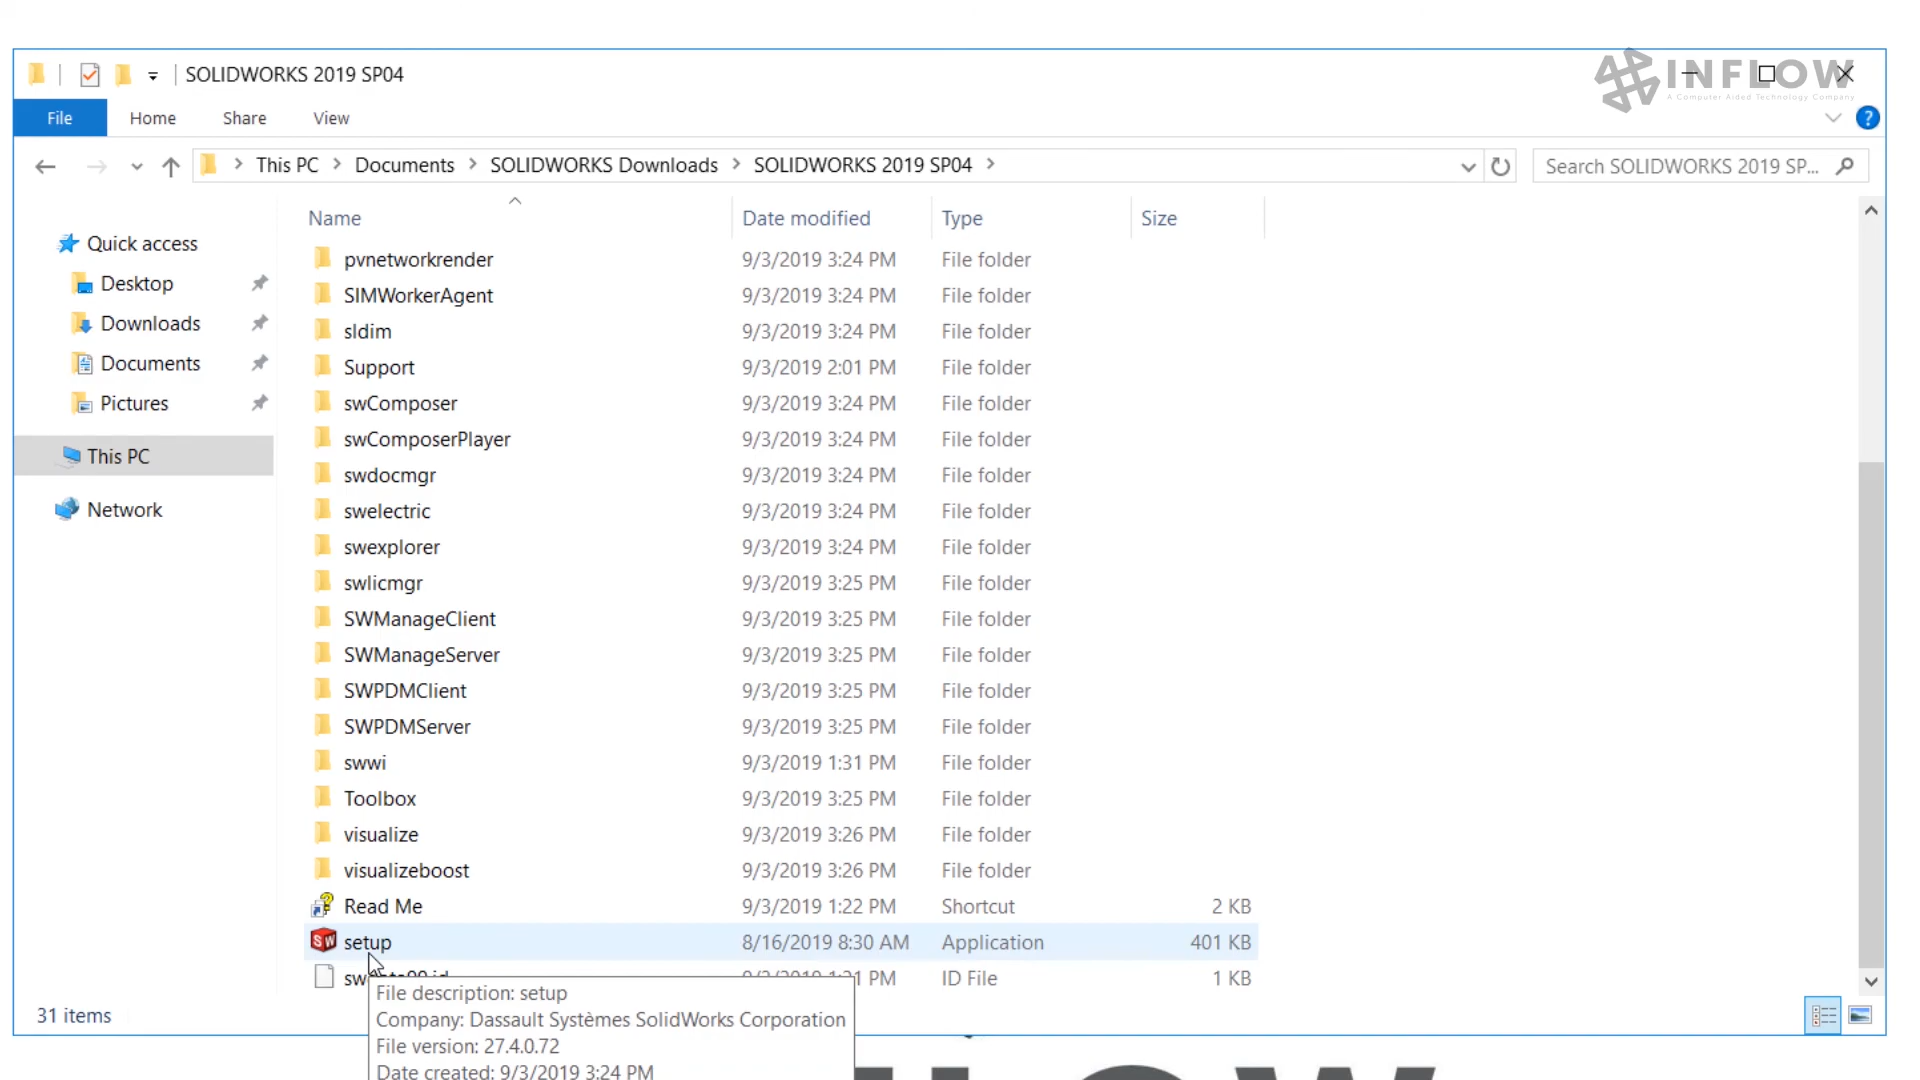 SOLIDWORKS 2019 SP04
INFLOW
A Computer Aided Technology Company
File Home Share View
This PC Documents SOLIDWORKS Downloads SOLIDWORKS 2019 SP04
Search SOLIDWORKS 2019 SP...
Name Date modified Type Size
Quick access
Desktop
Downloads
Documents
Pictures
This PC
Network
pvnetworkrender 9/3/2019 3:24 PM File folder
SIMWorkerAgent 9/3/2019 3:24 PM File folder
sldim 9/3/2019 3:24 PM File folder
Support 9/3/2019 2:01 PM File folder
swComposer 9/3/2019 3:24 PM File folder
swComposerPlayer 9/3/2019 3:24 PM File folder
swdocmgr 9/3/2019 3:24 PM File folder
swelectric 9/3/2019 3:24 PM File folder
swexplorer 9/3/2019 3:24 PM File folder
swlicmgr 9/3/2019 3:25 PM File folder
SWManageClient 9/3/2019 3:25 PM File folder
SWManageServer 9/3/2019 3:25 PM File folder
SWPDMClient 9/3/2019 3:25 PM File folder
SWPDMServer 9/3/2019 3:25 PM File folder
swwi 9/3/2019 1:31 PM File folder
Toolbox 9/3/2019 3:25 PM File folder
visualize 9/3/2019 3:26 PM File folder
visualizeboost 9/3/2019 3:26 PM File folder
Read Me 9/3/2019 1:22 PM Shortcut 2 KB
setup 8/16/2019 8:30 AM Application 401 KB
PM ID File 1 KB
File description: setup
Company: Dassault Systèmes SolidWorks Corporation
File version: 27.4.0.72
Date created: 9/3/2019 3:24 PM
31 items